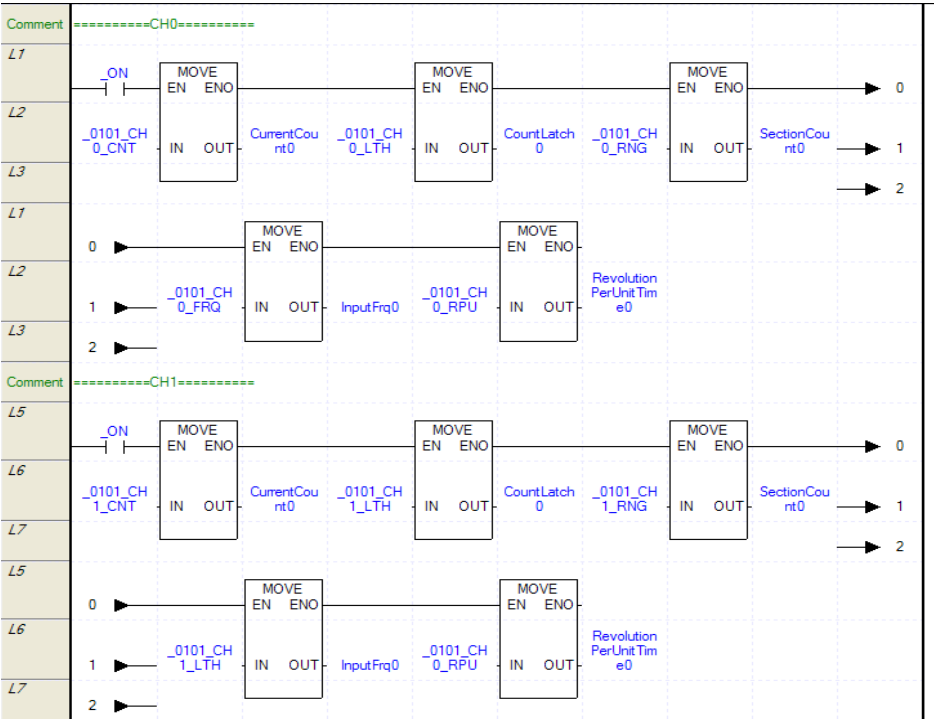 Comment ==========CH0==========
L1
_ON MOVE MOVE MOVE
EN ENO EN ENO EN ENO 0
L2
_0101_CH CurrentCou _0101_CH CountLatch _0101_CH SectionCou
0_CNT IN OUT nt0 0_LTH IN OUT 0 0_RNG IN OUT nt0 1
L3
2
L1
MOVE MOVE
0 EN ENO EN ENO
L2
Revolution
_0101_CH _0101_CH PerUnitTim
1 0_FRQ IN OUT InputFrq0 0_RPU IN OUT e0
L3
2
Comment ==========CH1==========
L5
_ON MOVE MOVE MOVE
EN ENO EN ENO EN ENO 0
L6
_0101_CH CurrentCou _0101_CH CountLatch _0101_CH SectionCou
1_CNT IN OUT nt0 1_LTH IN OUT 0 1_RNG IN OUT nt0 1
L7
2
L5
MOVE MOVE
0 EN ENO EN ENO
L6
Revolution
_0101_CH _0101_CH PerUnitTim
1 1_LTH IN OUT InputFrq0 0_RPU IN OUT e0
L7
2